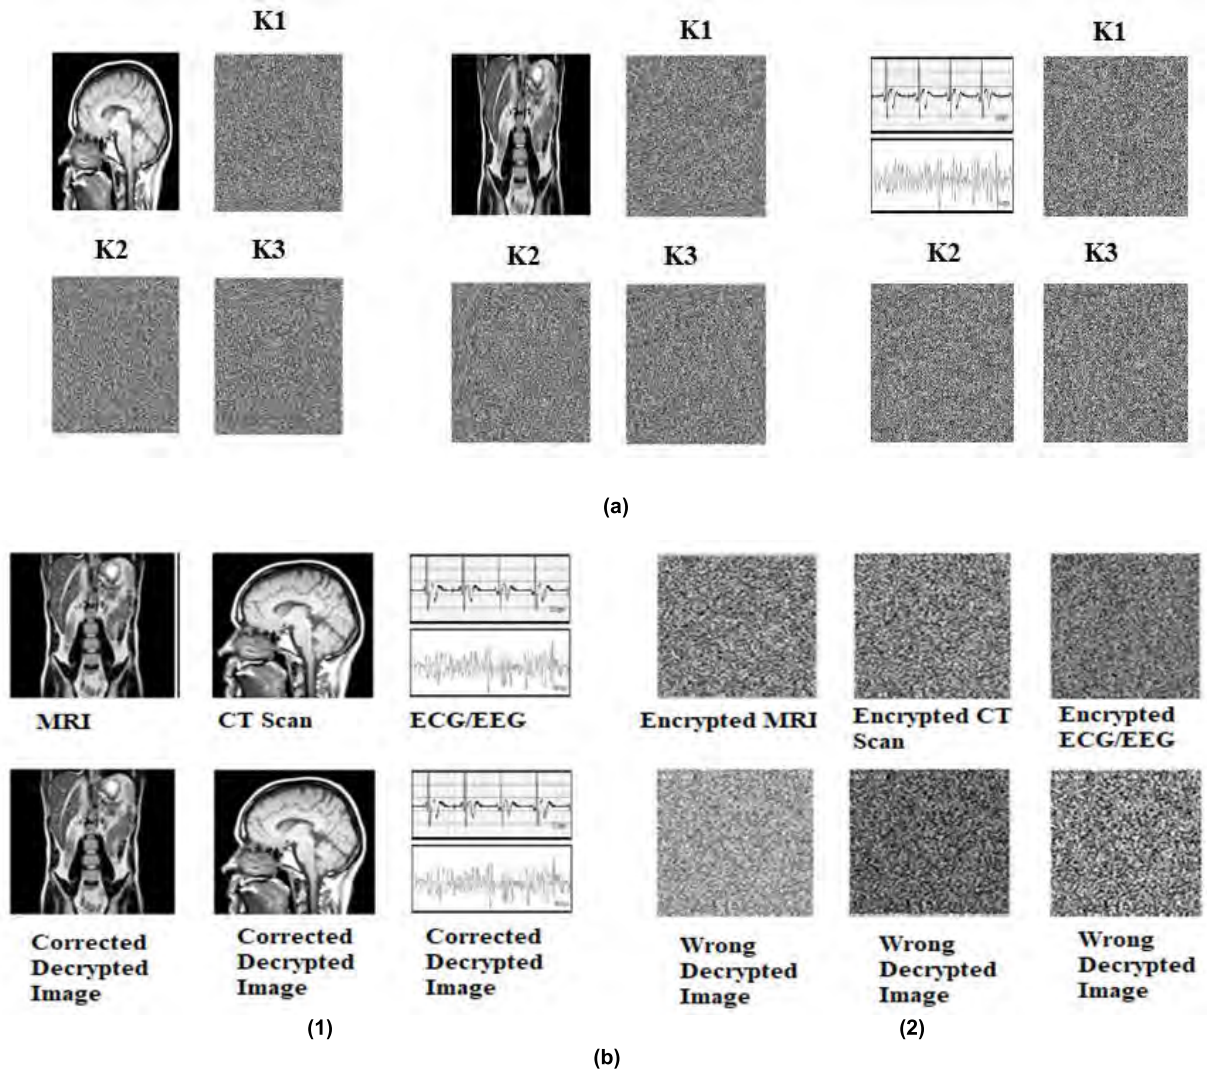 K1
K1
K1
K2
K3
K2
K3
K2
K3
(a)
MRI
CT Scan
ECG/EEG
Encrypted MRI
Encrypted CT
Scan
Encrypted
ECG/EEG
Corrected
Decrypted
Image
Corrected
Decrypted
Image
Corrected
Decrypted
Image
Wrong
Decrypted
Image
Wrong
Decrypted
Image
Wrong
Decrypted
Image
(1)
(2)
(b)